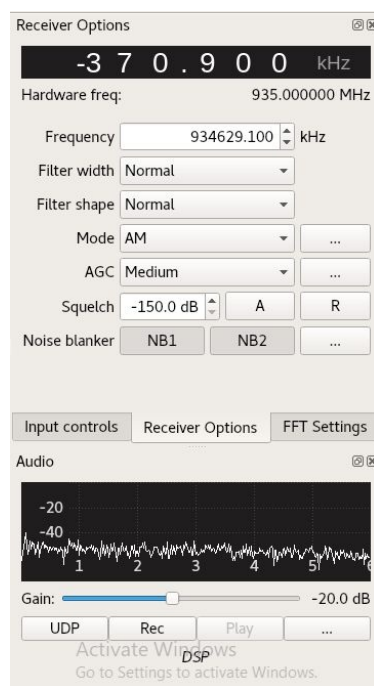 Receiver Options
-370.900 kHz
Hardware freq: 935.000000 MHz
Frequency 934629.100 kHz
Filter width Normal
Filter shape Normal
Mode AM ...
AGC Medium ...
Squelch -150.0 dB A R
Noise blanker NB1 NB2 ...
Input controls Receiver Options FFT Settings
Audio
-20
-40
1 2 3 4 5 6
Gain: -20.0 dB
UDP Rec Play ...
Activate Windows
DSP
Go to Settings to activate Windows.